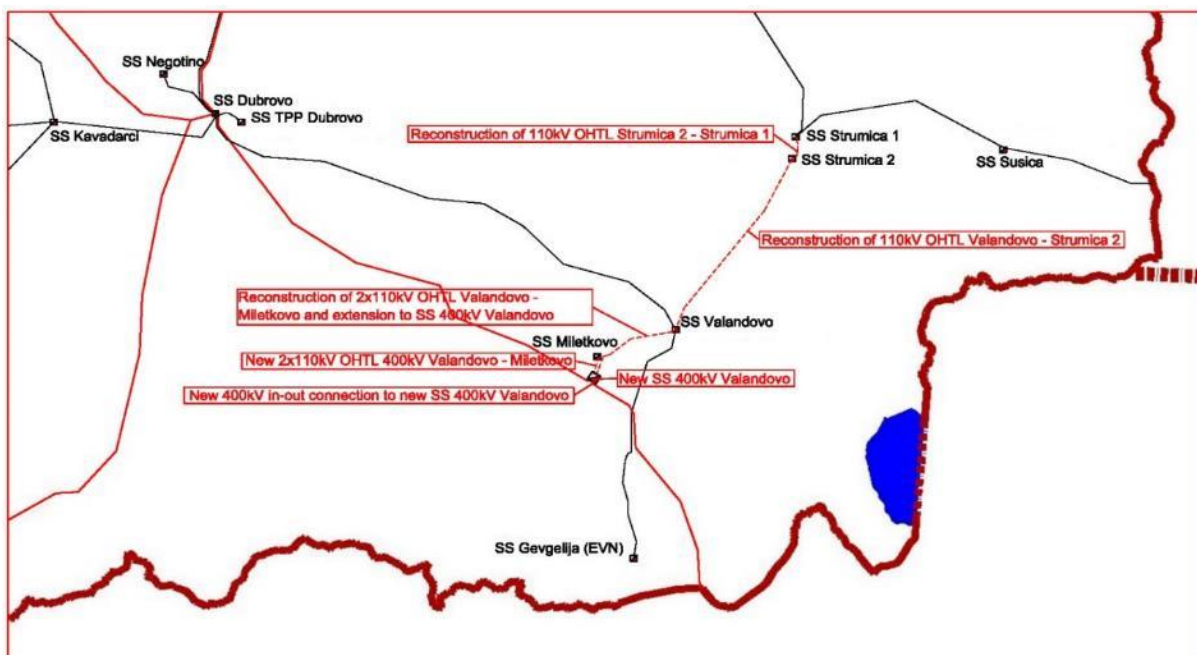 SS Negotino
SS Dubrovo
SS TPP Dubrovo
SS Kavadarci
Reconstruction of 110kV OHTL Strumica 2 - Strumica 1
SS Strumica 1
SS Strumica 2
SS Susica
Reconstruction of 110kV OHTL Valandovo - Strumica 2
Reconstruction of 2x110kV OHTL Valandovo -
Miletkovo and extension to SS 400kV Valandovo
SS Valandovo
SS Miletkovo
New 2x110kV OHTL 400kV Valandovo - Miletkovo
New SS 400kV Valandovo
New 400kV in-out connection to new SS 400kV Valandovo
SS Gevgelija (EVN)